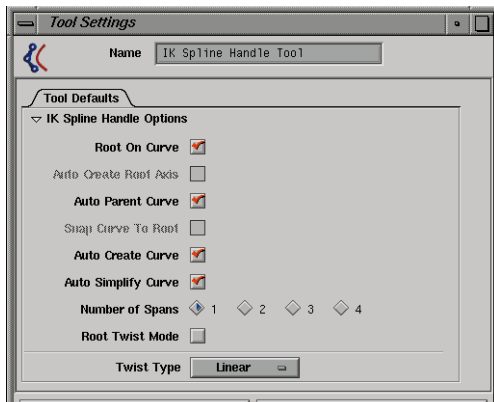 Tool Settings
Name IK Spline Handle Tool
Tool Defaults
IK Spline Handle Options
Root On Curve
Auto Create Root Axis
Auto Parent Curve
Snap Curve To Root
Auto Create Curve
Auto Simplify Curve
Number of Spans 1 2 3 4
Root Twist Mode
Twist Type Linear